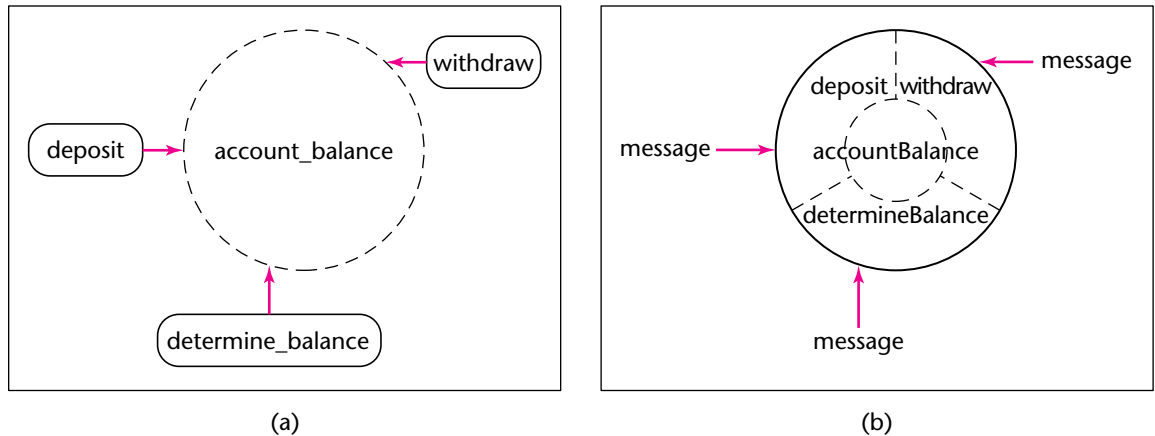 withdraw
deposit
account_balance
determine_balance
(a)
deposit
withdraw
message
message
accountBalance
determineBalance
message
(b)